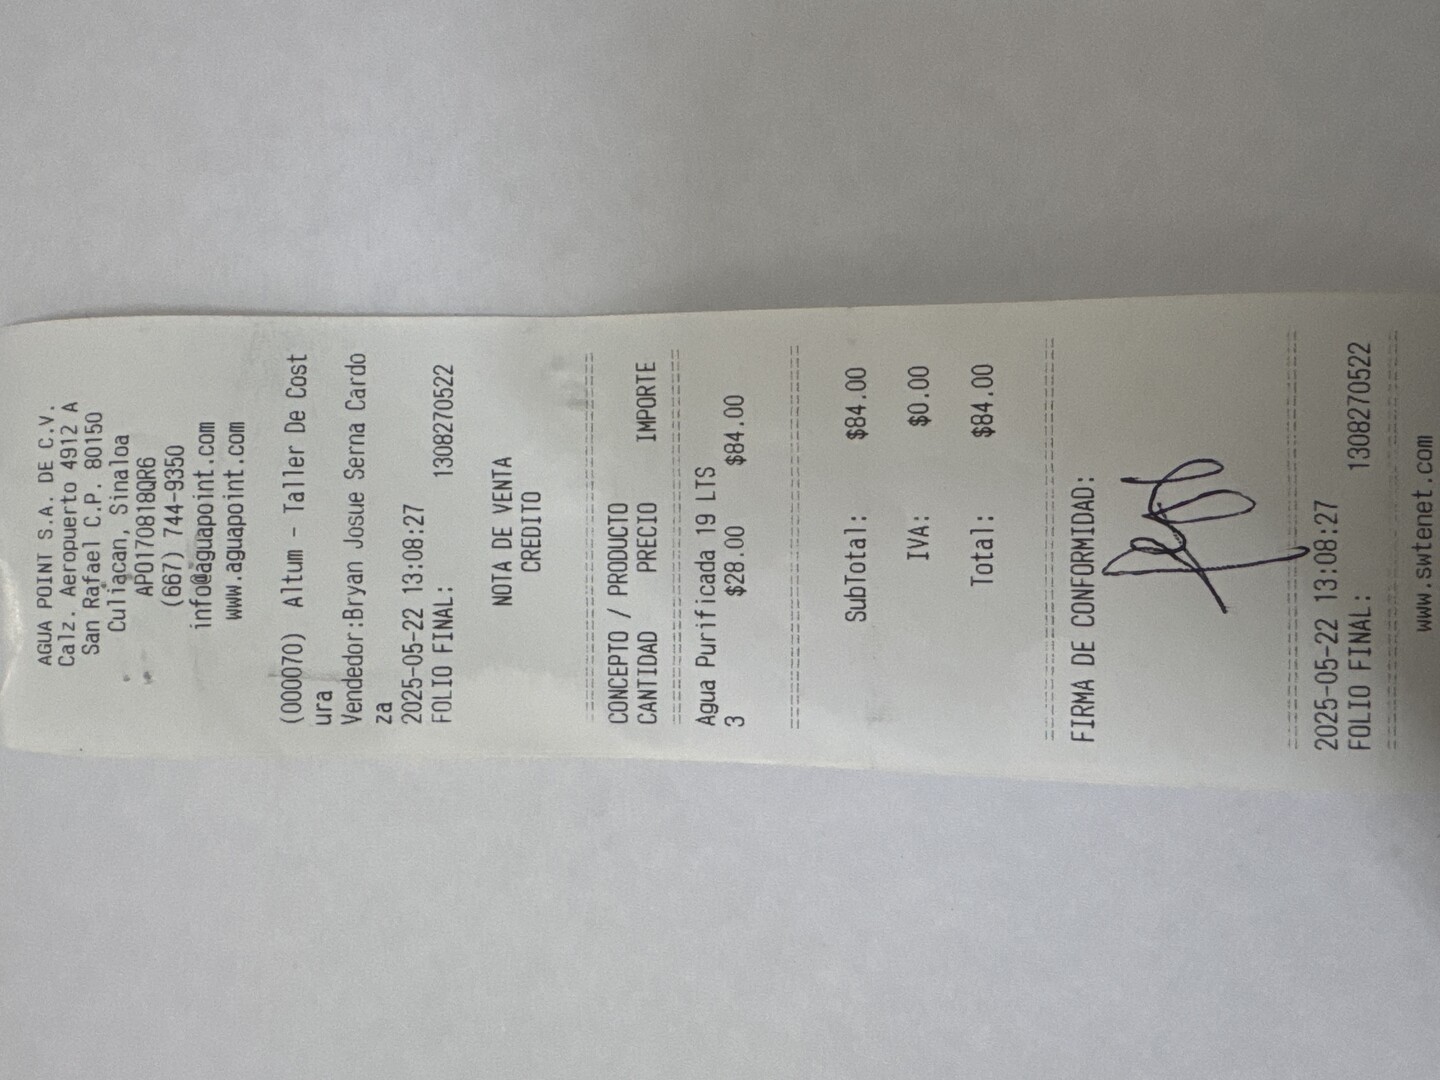 AGUA POINT S.A. DE C.V.
Calz. Aeropuerto 4912 A
San Rafael C.P. 80150
Culiacan, Sinaloa
APO170818QR6
(667) 744-9350
info@aguapoint.com
www.aguapoint.com
(000070) Altum - Taller De Cost
ura
Vendedor:Bryan Josue Serna Cardo
za
2025-05-22 13:08:27
FOLIO FINAL: 1308270522
NOTA DE VENTA
CREDITO
CONCEPTO / PRODUCTO
CANTIDAD PRECIO IMPORTE
Agua Purificada 19 LTS
3 $28.00 $84.00
SubTotal: $84.00
IVA: $0.00
Total: $84.00
FIRMA DE CONFORMIDAD:
2025-05-22 13:08:27
FOLIO FINAL: 1308270522
www.swtenet.com